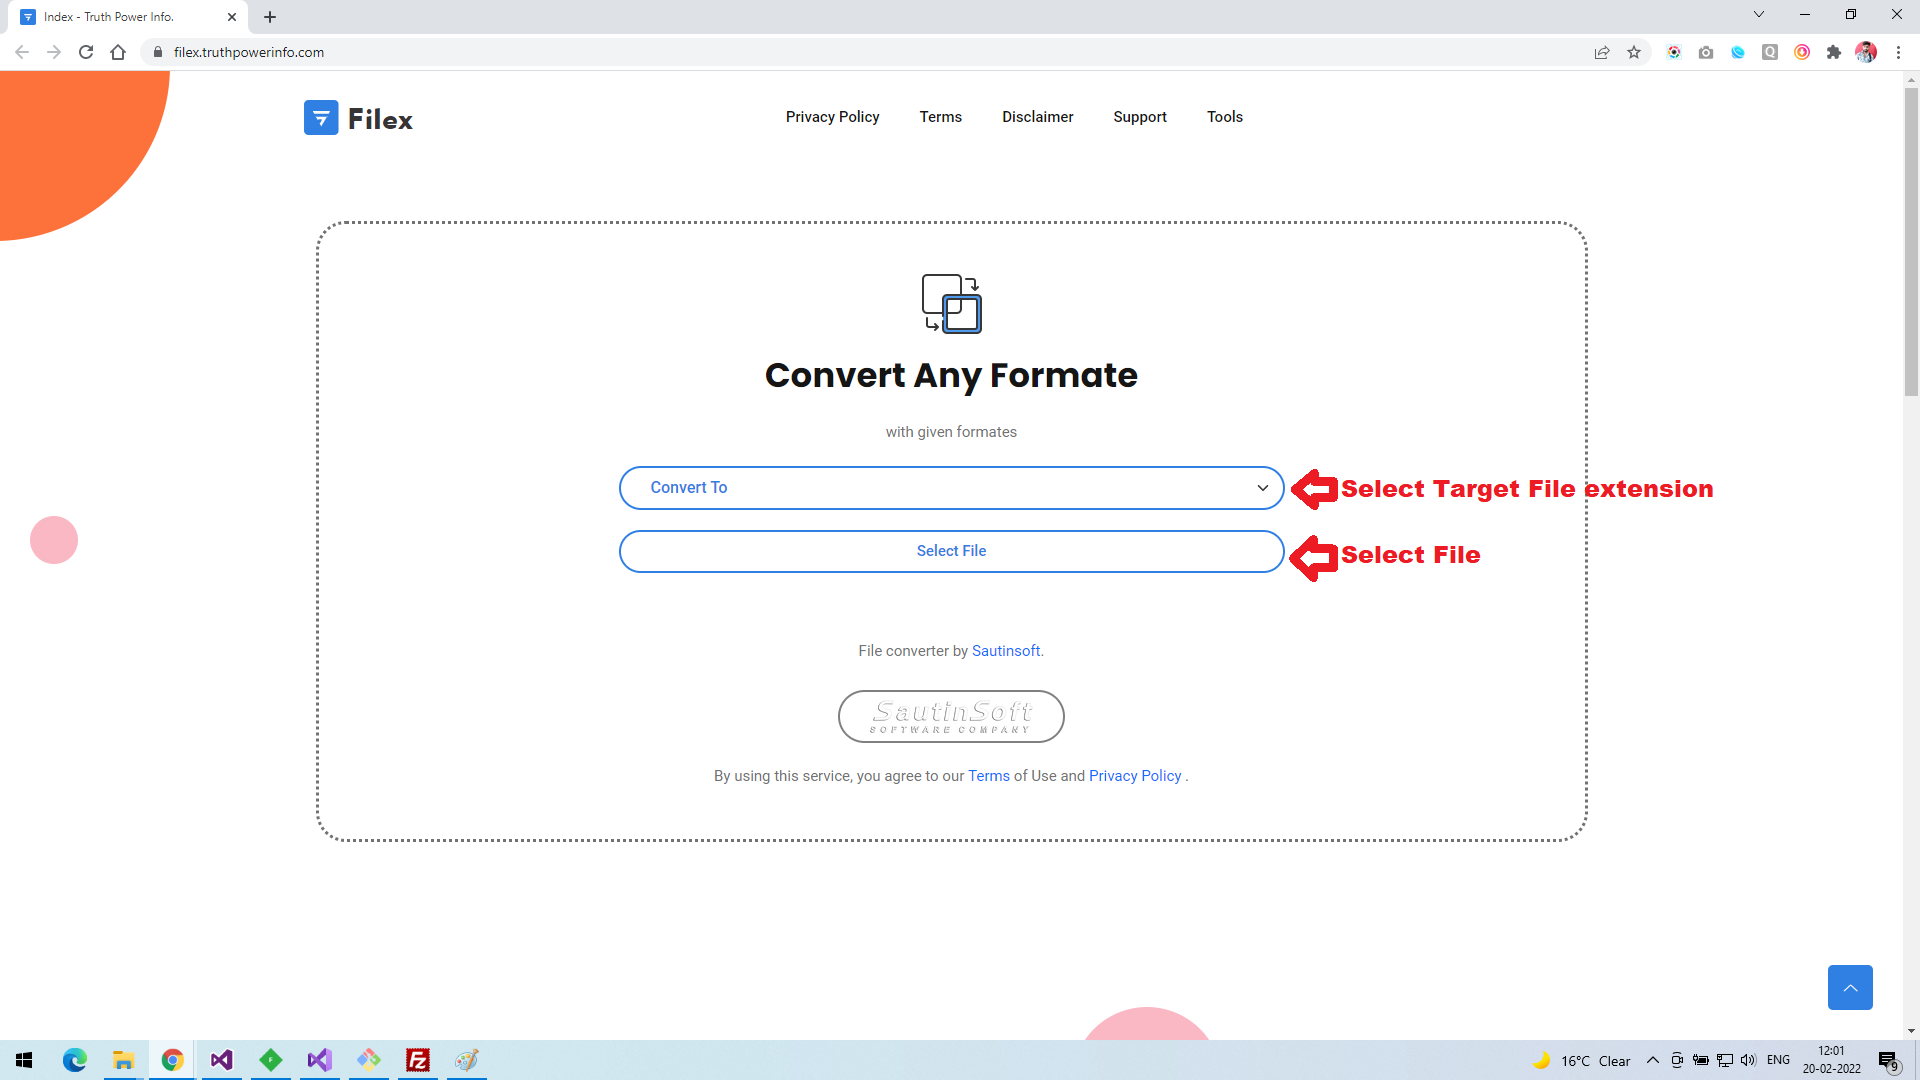 Index - Truth Power Info.
filex.truthpowerinfo.com
Filex
Privacy Policy
Terms
Disclaimer
Support
Tools
Convert Any Formate
with given formates
Convert To
Select Target File extension
Select File
Select File
File converter by Sautinsoft.
SautinSoft
SOFTWARE COMPANY
By using this service, you agree to our Terms of Use and Privacy Policy .
16°C Clear
ENG
12:01
20-02-2022
9